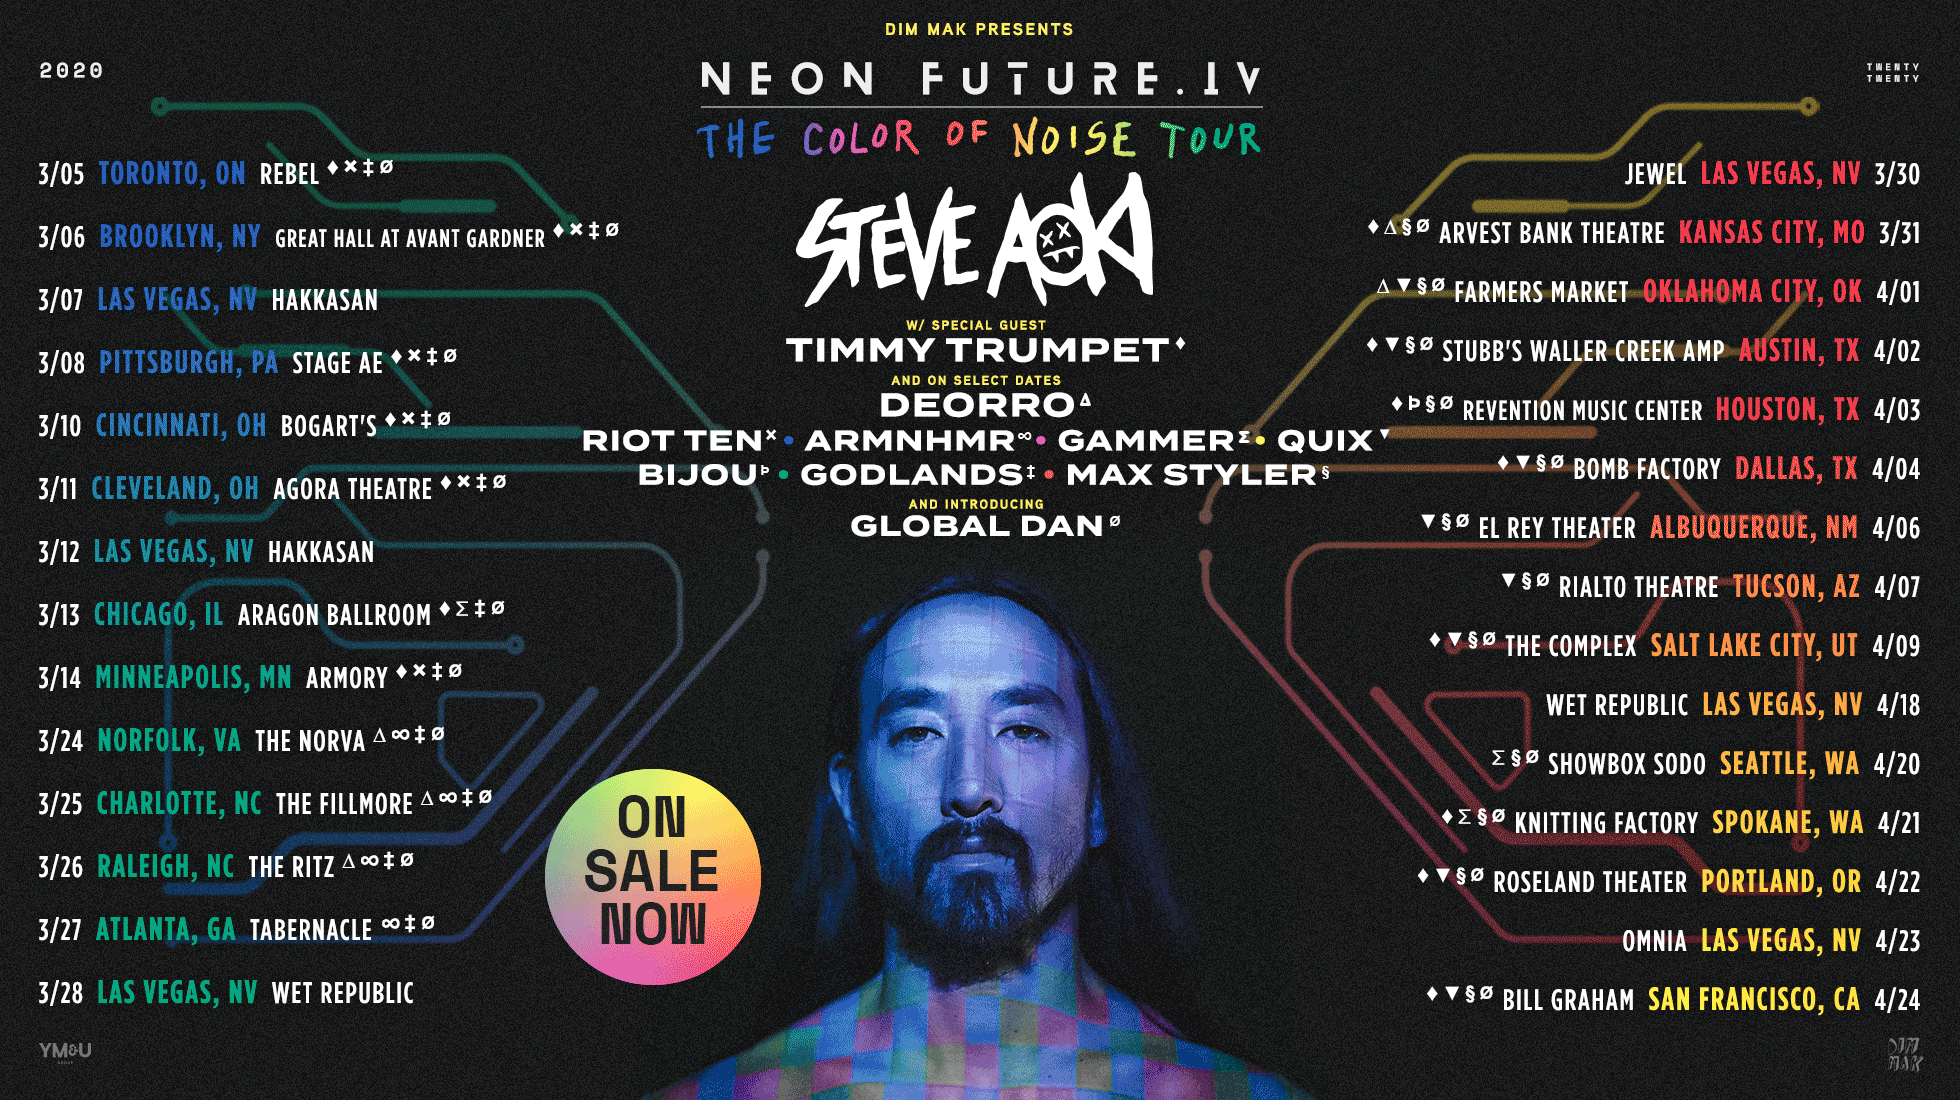 DIM MAK PRESENTS
2020
NEON FUTURE.IV
TWENTY
TWENTY
THE COLOR OF NOISE TOUR
STEVE AOKI
W/ SPECIAL GUEST
TIMMY TRUMPET♦
AND ON SELECT DATES
DEORRO∆
RIOT TEN× • ARMNHMR∞ • GAMMERΣ • QUIX▼
BIJOUÞ • GODLANDS‡ • MAX STYLER§
AND INTRODUCING
GLOBAL DANØ
3/05 TORONTO, ON REBEL ♦×‡Ø
3/06 BROOKLYN, NY GREAT HALL AT AVANT GARDNER ♦×‡Ø
3/07 LAS VEGAS, NV HAKKASAN
3/08 PITTSBURGH, PA STAGE AE ♦×‡Ø
3/10 CINCINNATI, OH BOGART'S ♦×‡Ø
3/11 CLEVELAND, OH AGORA THEATRE ♦×‡Ø
3/12 LAS VEGAS, NV HAKKASAN
3/13 CHICAGO, IL ARAGON BALLROOM ♦Σ‡Ø
3/14 MINNEAPOLIS, MN ARMORY ♦×‡Ø
3/24 NORFOLK, VA THE NORVA ∆∞‡Ø
3/25 CHARLOTTE, NC THE FILLMORE ∆∞‡Ø
3/26 RALEIGH, NC THE RITZ ∆∞‡Ø
3/27 ATLANTA, GA TABERNACLE ∞‡Ø
3/28 LAS VEGAS, NV WET REPUBLIC
JEWEL LAS VEGAS, NV 3/30
♦∆§Ø ARVEST BANK THEATRE KANSAS CITY, MO 3/31
∆▼§Ø FARMERS MARKET OKLAHOMA CITY, OK 4/01
♦▼§Ø STUBB'S WALLER CREEK AMP AUSTIN, TX 4/02
♦Þ§Ø REVENTION MUSIC CENTER HOUSTON, TX 4/03
♦▼§Ø BOMB FACTORY DALLAS, TX 4/04
▼§Ø EL REY THEATER ALBUQUERQUE, NM 4/06
▼§Ø RIALTO THEATRE TUCSON, AZ 4/07
♦▼§Ø THE COMPLEX SALT LAKE CITY, UT 4/09
WET REPUBLIC LAS VEGAS, NV 4/18
Σ§Ø SHOWBOX SODO SEATTLE, WA 4/20
♦Σ§Ø KNITTING FACTORY SPOKANE, WA 4/21
♦▼§Ø ROSELAND THEATER PORTLAND, OR 4/22
OMNIA LAS VEGAS, NV 4/23
♦▼§Ø BILL GRAHAM SAN FRANCISCO, CA 4/24
ON
SALE
NOW
YM&U
DIM
MAK